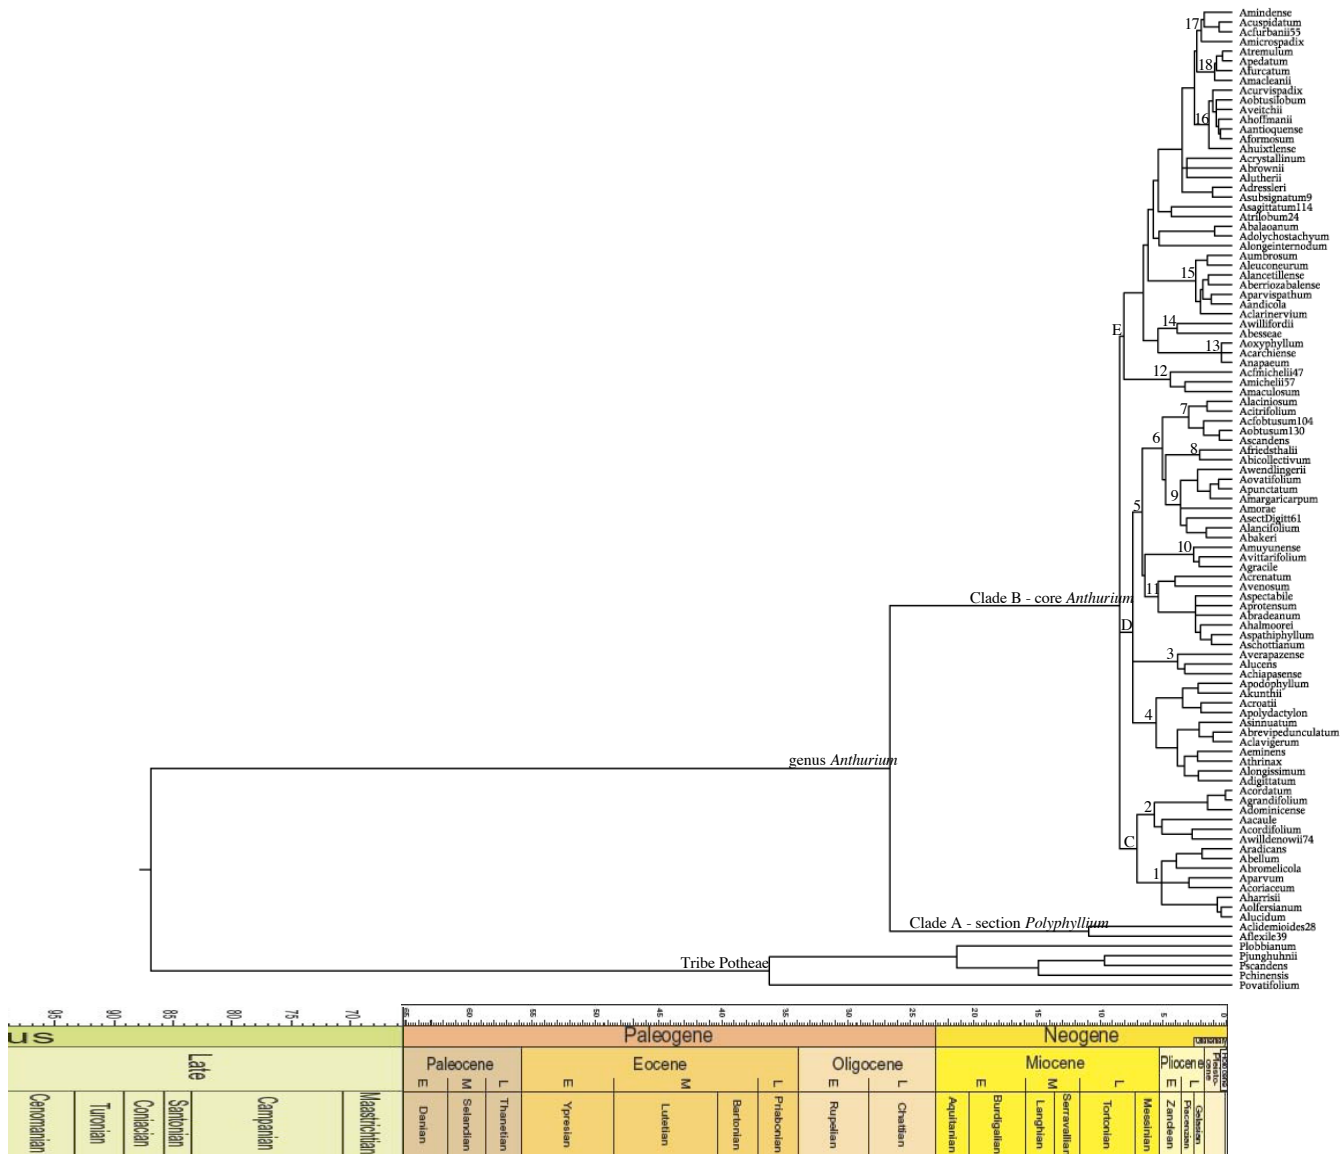 Amindense
17
Acuspidatum
Acfurbanii55
Amicrospadix
Atremulum
Apedatum
18
Afurcatum
Amacleanii
Acurvispadix
Aobtusilobum
Aveitchii
16
Ahoffmanii
Aantioquense
Aformosum
Ahuixtlense
Acrystallinum
Abrownii
Alutherii
Adressleri
Asubsignatum9
Asagittatum114
Atrilobum24
Abalaoanum
Adolychostachyum
Alongeinternodum
Aumbrosum
Aleuconeurum
15
Alancetillense
Aberriozabalense
Aparvispathum
Aandicola
Aclarinervium
14
Awillifordii
E
Abesseae
13
Aoxyphyllum
Acarchiense
Anapaeum
12
Acfmichelii47
Amichelii57
Amaculosum
Alaciniosum
7
Acitrifolium
Acfobtusum104
Aobtusum130
6
Ascandens
8
Afriedsthalii
Abicollectivum
Awendlingerii
Aovatifolium
Apunctatum
9
Amargaricarpum
5
Amorae
AsectDigitt61
Alancifolium
Abakeri
10
Amuyunense
Avittarifolium
Agracile
Acrenatum
11
Avenosum
Clade B - core Anthurium
Aspectabile
Aprotensum
Abradeanum
D
Ahalmoorei
Aspathiphyllum
Aschottianum
3
Averapazense
Alucens
Achiapasense
Apodophyllum
Akunthii
Acroatii
4
Apolydactylon
Asinnuatum
Abrevipedunculatum
Aclavigerum
Aeminens
genus Anthurium
Athrinax
Alongissimum
Adigittatum
Acordatum
Agrandifolium
2
Adominicense
Aacaule
Acordifolium
C
Awilldenowii74
Aradicans
Abellum
Abromelicola
1
Aparvum
Acoriaceum
Aharrisii
Aolfersianum
Alucidum
Clade A - section Polyphyllium
Aclidemioides28
Aflexile39
Plobbianum
Tribe Potheae
Pjunghuhnii
Pscandens
Pchinensis
Povatifolium
95 90 85 80 75 70 65 60 55 50 45 40 35 30 25 20 15 10 5 0
us Paleogene Neogene
Late Paleocene Eocene Oligocene Miocene Pliocene Pleisto-cene Holocene
E M L E M L E L E M L E L
Cenomanian Turonian Coniacian Santonian Campanian Maastrichtian Danian Selandian Thanetian Ypresian Lutetian Bartonian Priabonian Rupelian Chattian Aquitanian Burdigalian Langhian Serravallian Tortonian Messinian Zanclean Piacenzian Gelasian